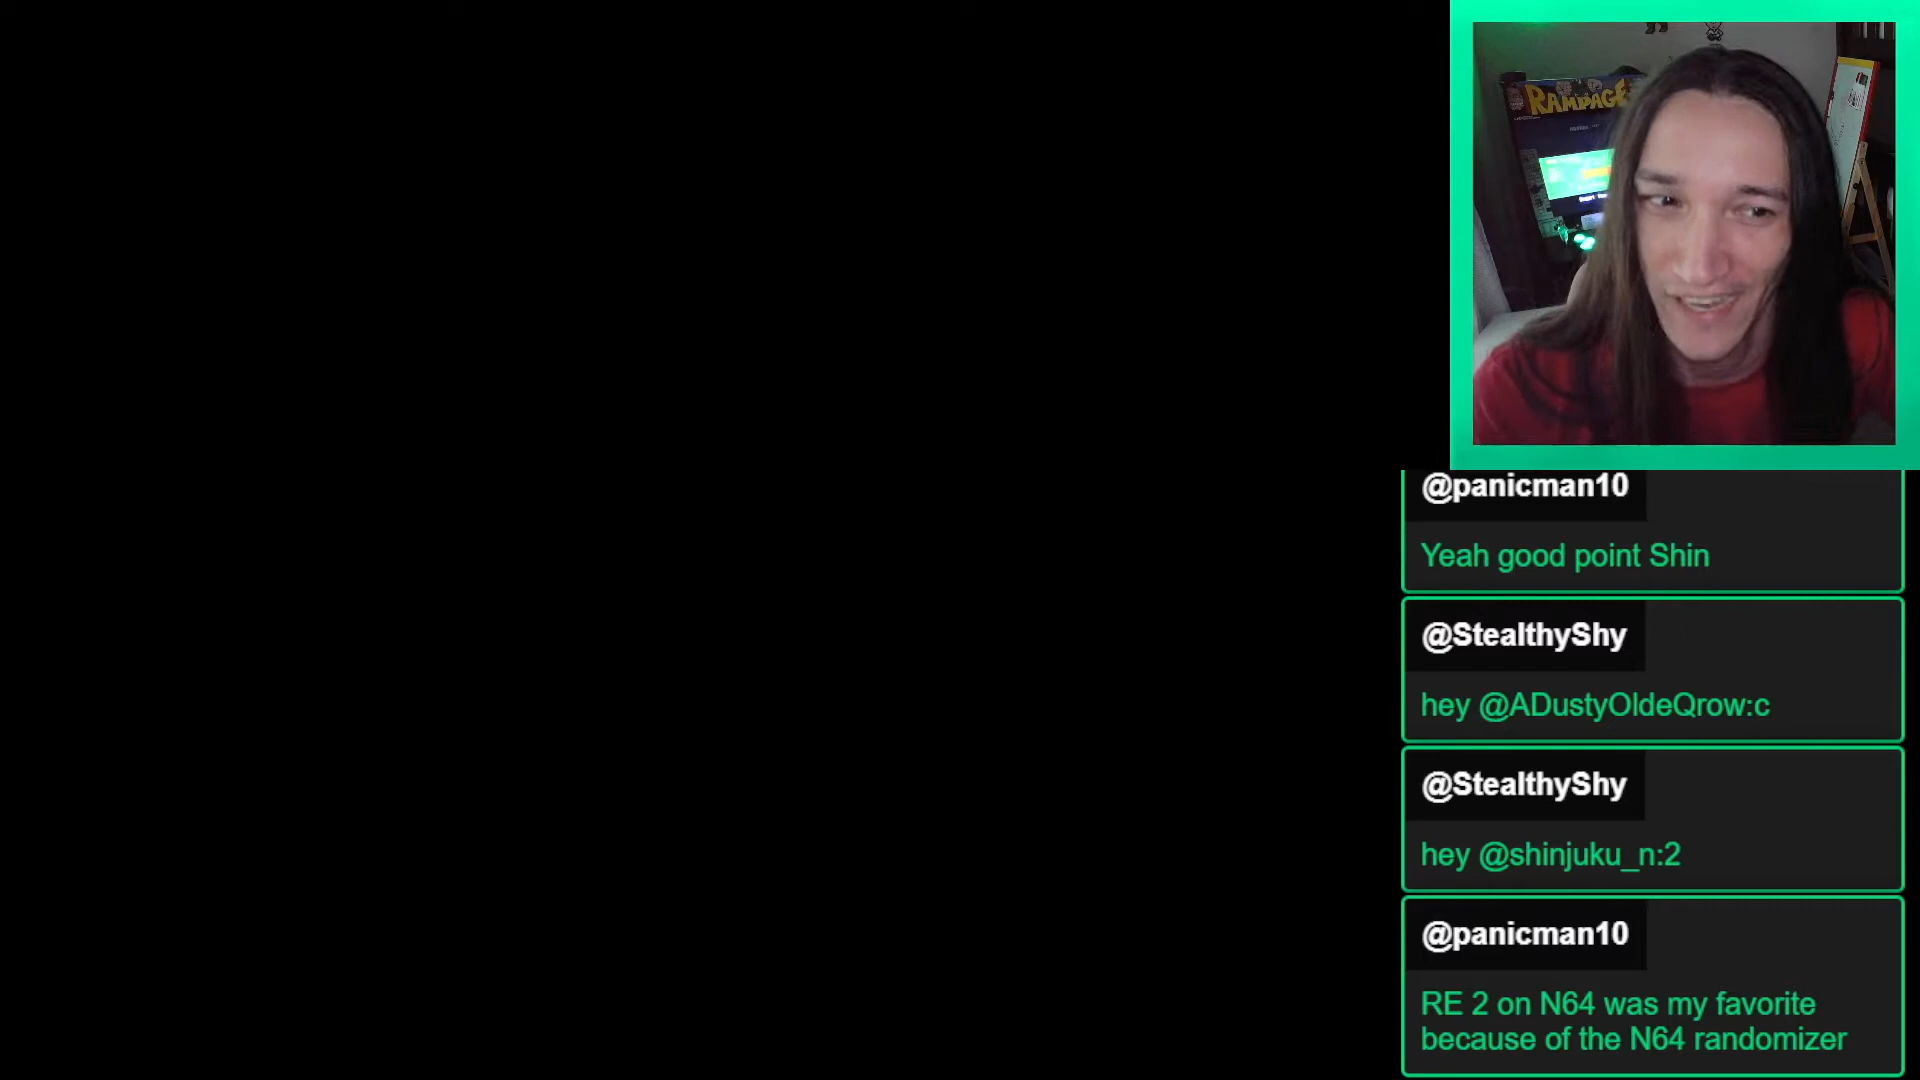 RAMPAGE
@panicman10
Yeah good point Shin
@StealthyShy
hey @ADustyOldeQrow:c
@StealthyShy
hey @shinjuku_n:2
@panicman10
RE 2 on N64 was my favorite
because of the N64 randomizer